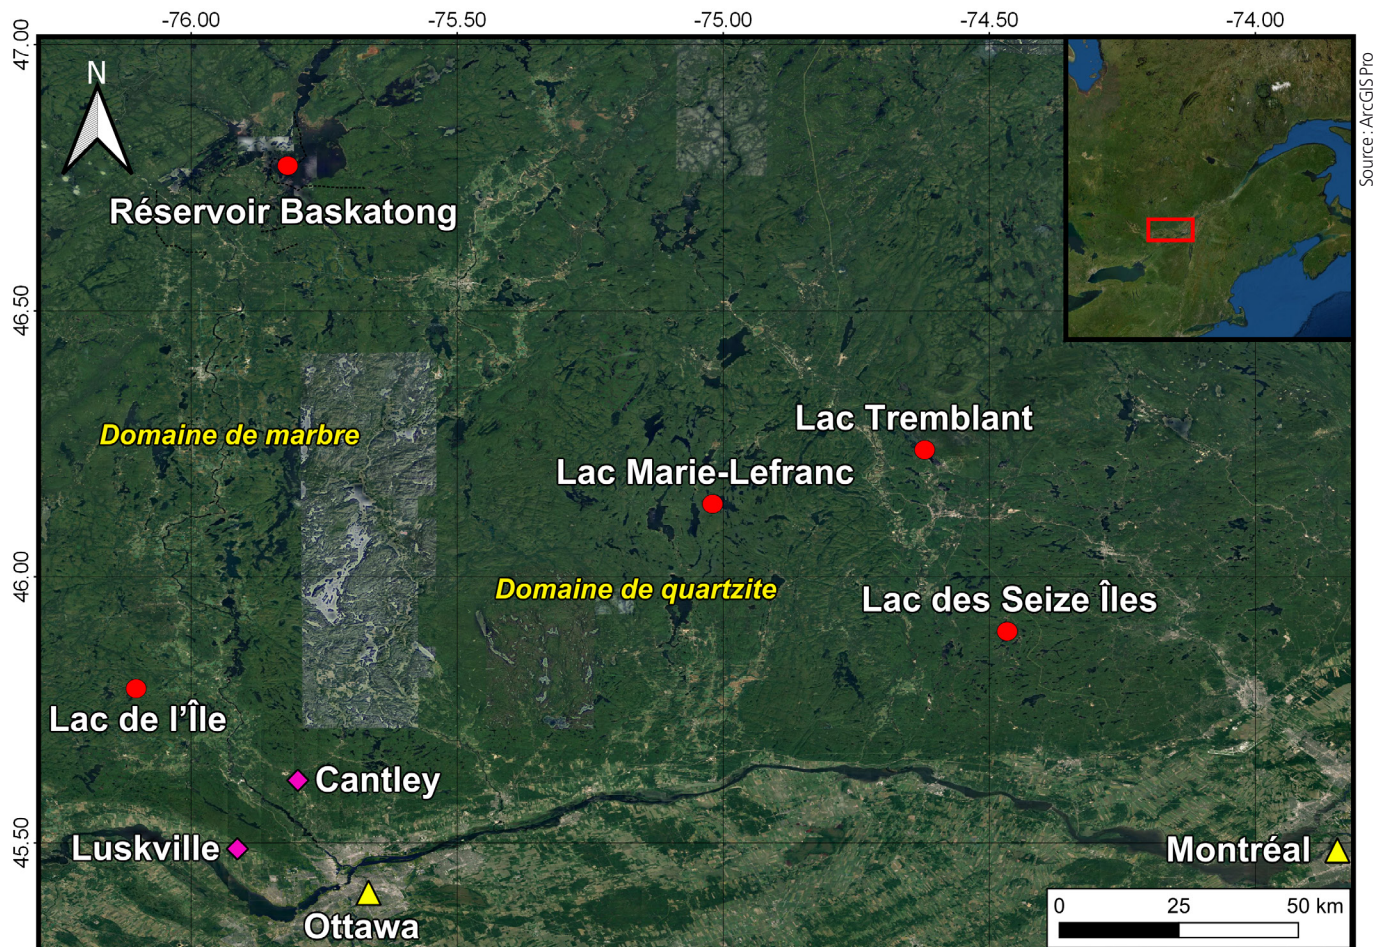 -76.00
-75.50
-75.00
-74.50
-74.00
47.00
N
Source : ArcGIS Pro
Réservoir Baskatong
46.50
Lac Tremblant
Domaine de marbre
Lac Marie-Lefranc
46.00
Domaine de quartzite
Lac des Seize Îles
Lac de l'Île
Cantley
45.50
Luskville
Montréal
Ottawa
0 25 50 km